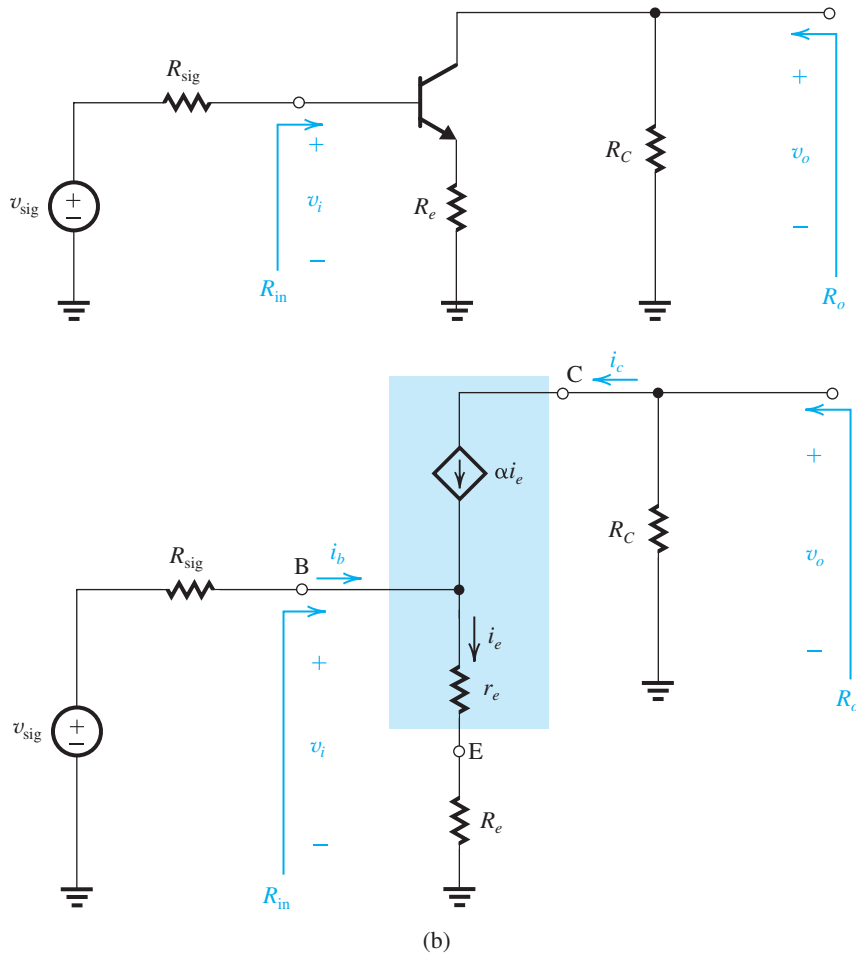 R_sig
R_C
+
v_o
−
+
v_i
−
R_e
v_sig
+
−
R_in
R_o
i_c
C
αi_e
+
R_sig
i_b
B
R_C
v_o
i_e
+
r_e
−
v_sig
+
−
v_i
E
R_o
R_e
−
R_in
(b)